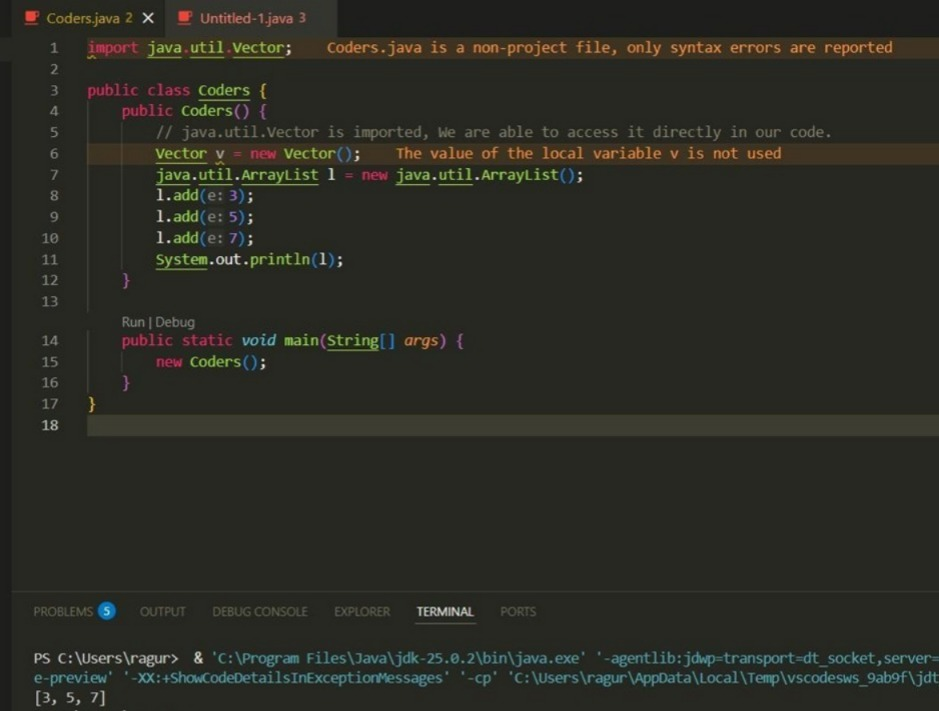 Coders.java 2 Untitled-1.java 3
1 import java.util.Vector; Coders.java is a non-project file, only syntax errors are reported
2
3 public class Coders {
4 public Coders() {
5 // java.util.Vector is imported, We are able to access it directly in our code.
6 Vector v = new Vector(); The value of the local variable v is not used
7 java.util.ArrayList l = new java.util.ArrayList();
8 l.add(e: 3);
9 l.add(e: 5);
10 l.add(e: 7);
11 System.out.println(l);
12 }
13
Run | Debug
14 public static void main(String[] args) {
15 new Coders();
16 }
17 }
18
PROBLEMS 5 OUTPUT DEBUG CONSOLE EXPLORER TERMINAL PORTS
PS C:\Users\ragur> & 'C:\Program Files\Java\jdk-25.0.2\bin\java.exe' '-agentlib:jdwp=transport=dt_socket,server=
e-preview' '-XX:+ShowCodeDetailsInExceptionMessages' '-cp' 'C:\Users\ragur\AppData\Local\Temp\vscodesws_9ab9f\jdt
[3, 5, 7]